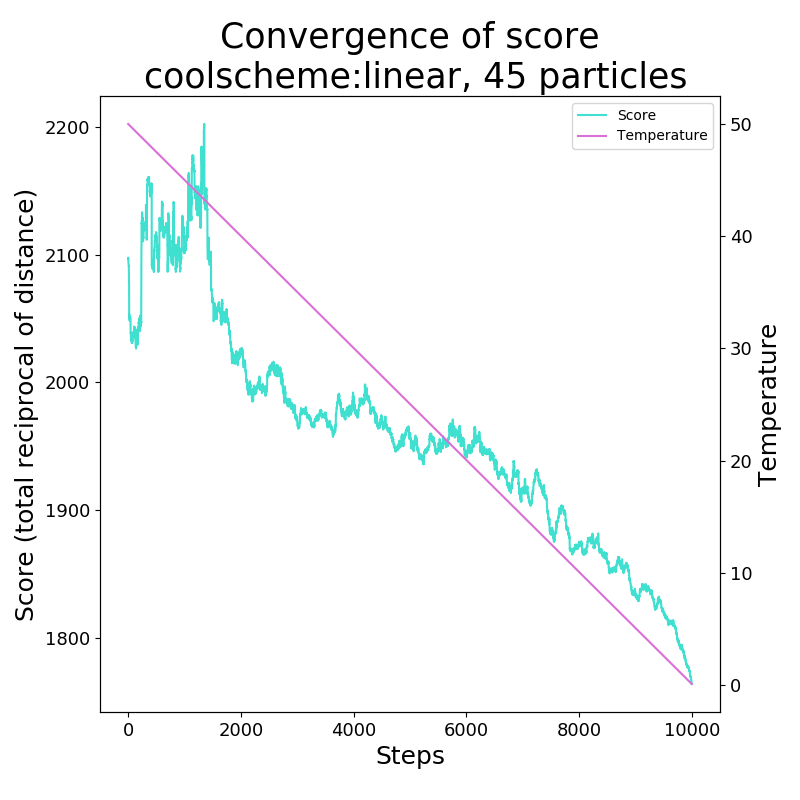 Convergence of score
coolscheme:linear, 45 particles
Score
Temperature
2200
2100
2000
1900
1800
Score (total reciprocal of distance)
50
40
30
20
10
0
Temperature
0 2000 4000 6000 8000 10000
Steps